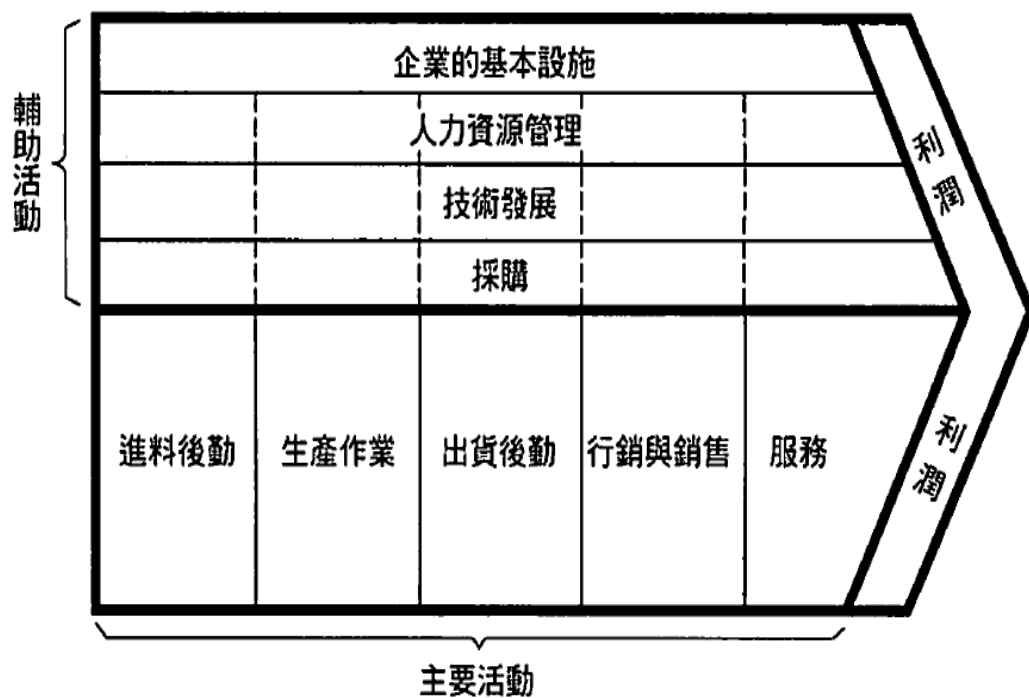 企業的基本設施
輔助活動
人力資源管理
利潤
技術發展
採購
進料後勤
生產作業
出貨後勤
行銷與銷售
服務
利潤
主要活動